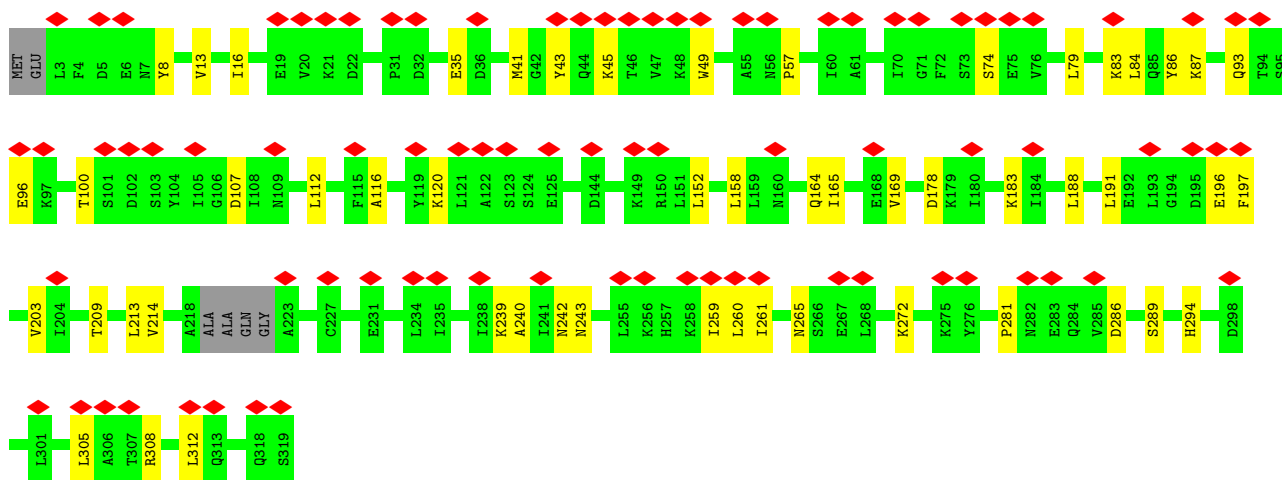 MET GLU L3 F4 D5 E6 N7 Y8 V13 I16 E19 V20 K21 D22 P31 D32 E35 D36 M41 G42 Y43 Q44 K45 T46 V47 K48 W49 A55 N56 P57 I60 A61 I70 G71 F72 S73 S74 E75 V76 L79 K83 L84 Q85 Y86 K87 Q93 T94 S95
E96 K97 T100 S101 D102 S103 Y104 I105 G106 D107 I108 N109 L112 F115 A116 Y119 K120 L121 A122 S123 S124 E125 D144 K149 R150 L151 L152 L158 L159 N160 Q164 I165 E168 V169 D178 K179 I180 K183 I184 L188 L191 E192 L193 G194 D195 E196 F197
V203 I204 T209 L213 V214 A218 ALA ALA GLN GLY A223 C227 E231 L234 I235 I238 K239 A240 I241 N242 N243 L255 K256 H257 K258 I259 L260 I261 N265 S266 E267 L268 K272 K275 Y276 P281 N282 E283 Q284 V285 D286 S289 H294 D298
L301 L305 A306 T307 R308 L312 Q313 Q318 S319